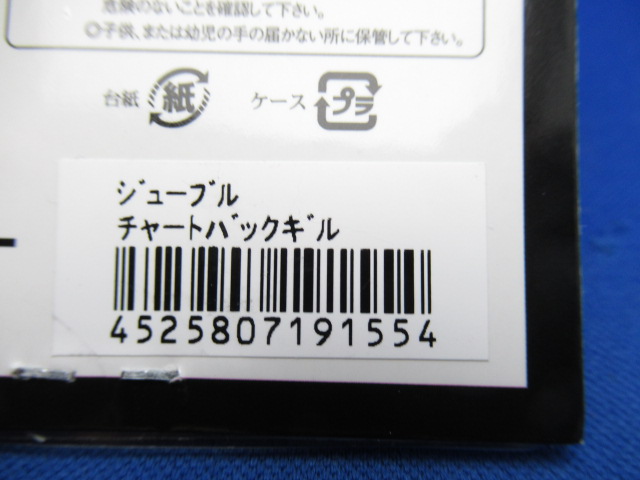 危険のないことを確認して下さい。
◎子供、または幼児の手の届かない所に保管して下さい。
台紙 紙 ケース プラ
ジューブル
チャートバックギル
4525807191554